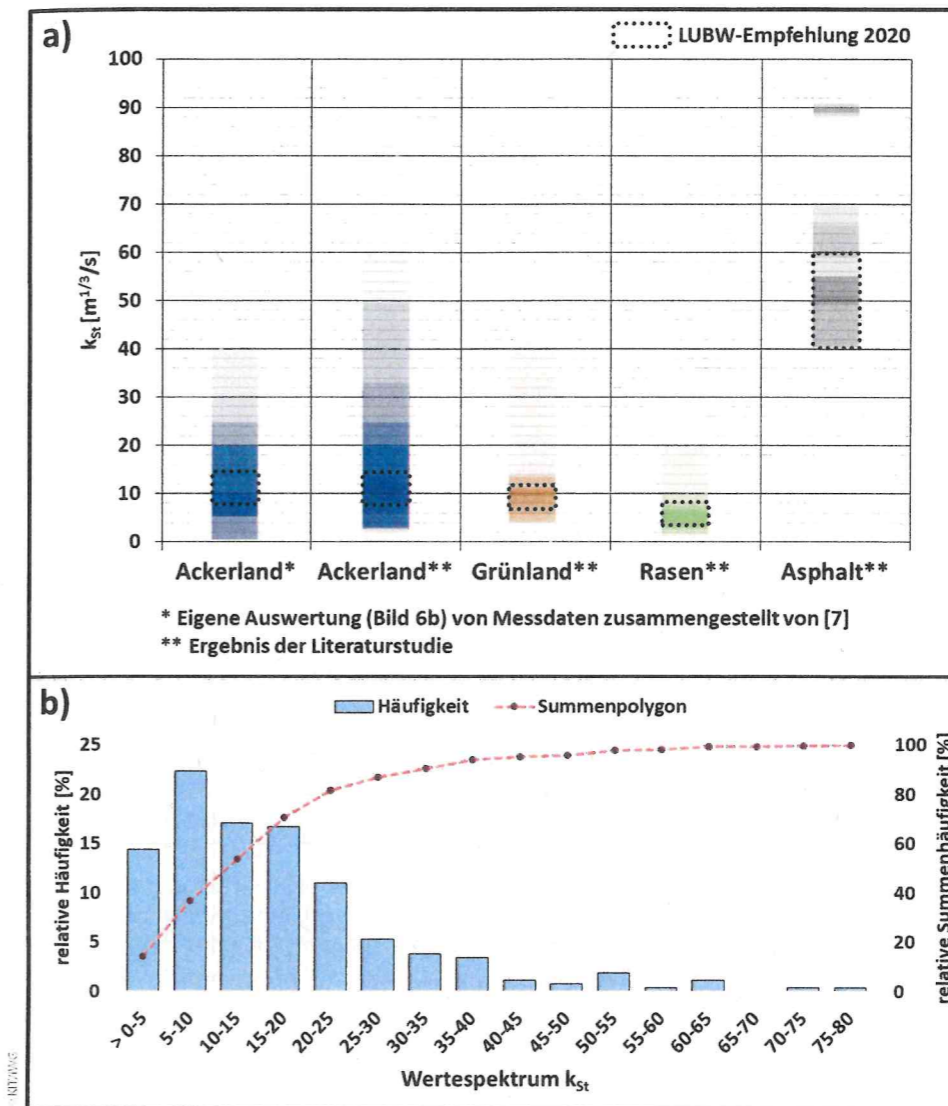 a)
LUBW-Empfehlung 2020
100
90
80
70
60
50
40
30
20
10
0
kSt [m1/3/s]
Ackerland* Ackerland** Grünland** Rasen** Asphalt**
* Eigene Auswertung (Bild 6b) von Messdaten zusammengestellt von [7]
** Ergebnis der Literaturstudie
b)
Häufigkeit Summenpolygon
relative Häufigkeit [%]
25
20
15
10
5
0
100
80
60
40
20
0
relative Summenhäufigkeit [%]
> 0-5 5-10 10-15 15-20 20-25 25-30 30-35 35-40 40-45 45-50 50-55 55-60 60-65 65-70 70-75 75-80
Wertespektrum kSt